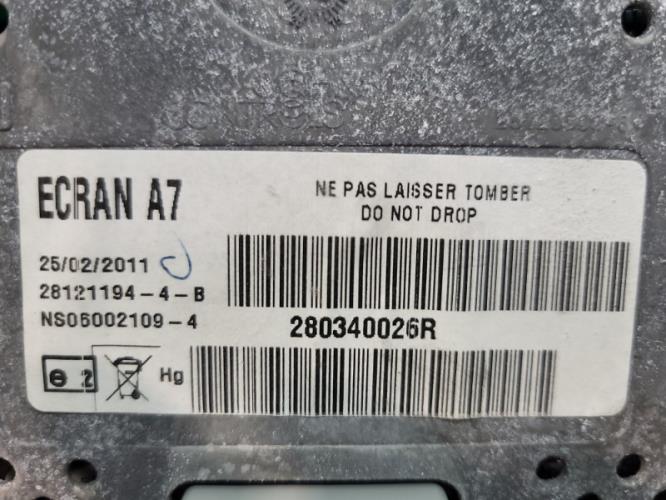 CONTROLS
ECRAN A7
NE PAS LAISSER TOMBER
DO NOT DROP
25/02/2011
28121194-4-B
NS06002109-4
280340026R
2
Hg